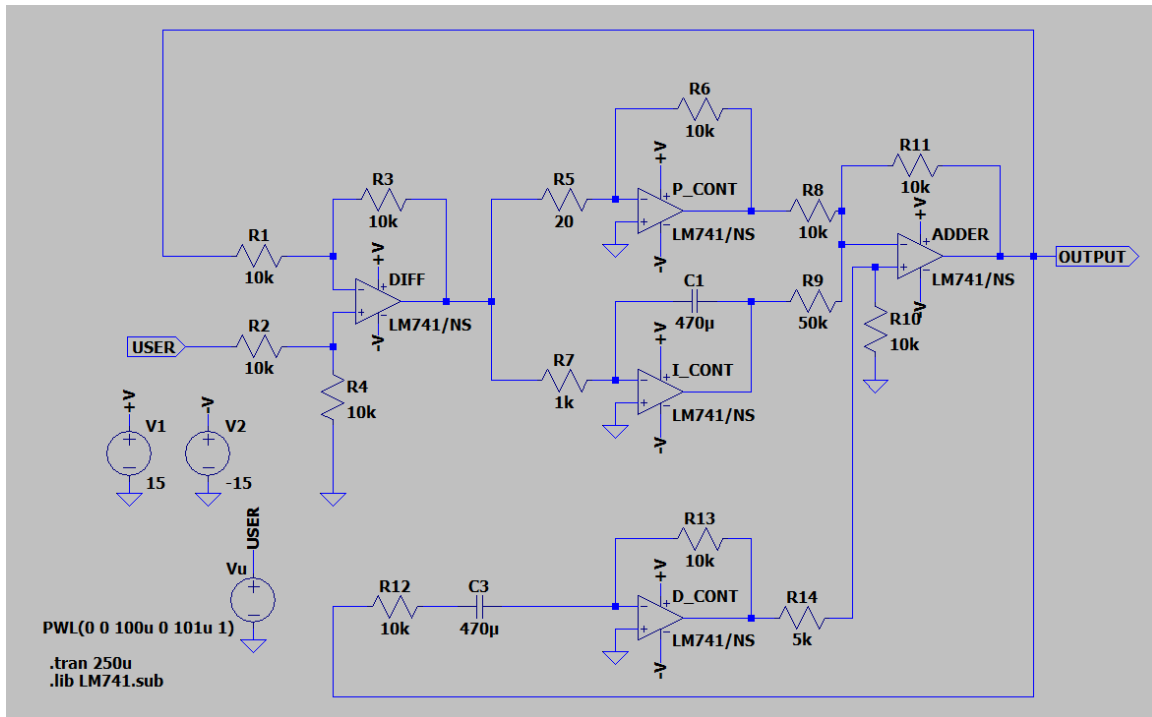 R6
10k
+V
P_CONT
LM741/NS
-V
R5
20
R3
10k
R1
10k
+V
DIFF
LM741/NS
-V
USER
R2
10k
R4
10k
R8
10k
R11
10k
+V
ADDER
LM741/NS
-V
OUTPUT
C1
470µ
R9
50k
R10
10k
R7
1k
+V
I_CONT
LM741/NS
-V
+V
V1
15
-V
V2
-15
USER
Vu
PWL(0 0 100u 0 101u 1)
.tran 250u
.lib LM741.sub
R12
10k
C3
470µ
R13
10k
+V
D_CONT
LM741/NS
-V
R14
5k